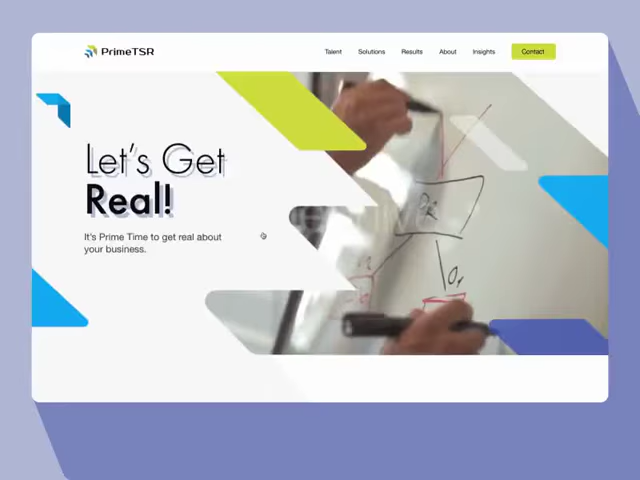 PrimeTSR
Talent Solutions Results About Insights Contact
Let's Get
Real!
It's Prime Time to get real about
your business.